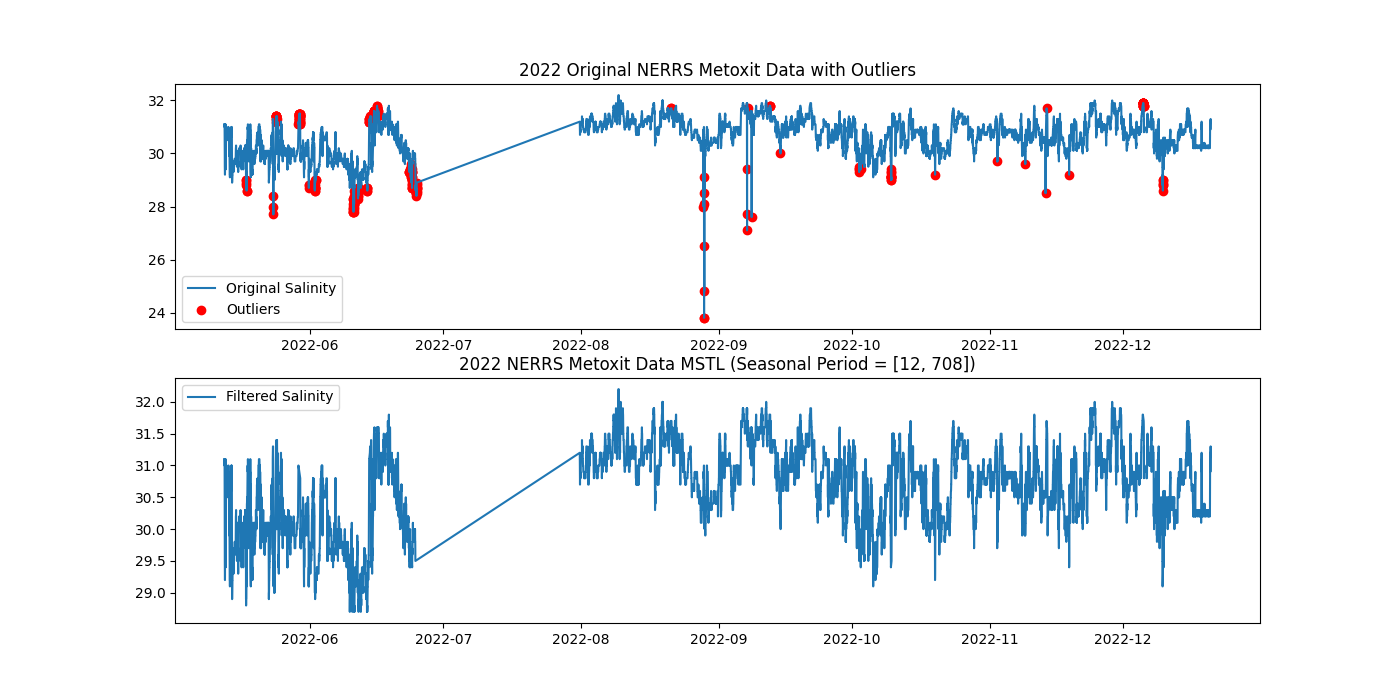 2022 Original NERRS Metoxit Data with Outliers
32
30
28
26
24
Original Salinity
Outliers
2022-06 2022-07 2022-08 2022-09 2022-10 2022-11 2022-12
2022 NERRS Metoxit Data MSTL (Seasonal Period = [12, 708])
Filtered Salinity
32.0
31.5
31.0
30.5
30.0
29.5
29.0
2022-06 2022-07 2022-08 2022-09 2022-10 2022-11 2022-12